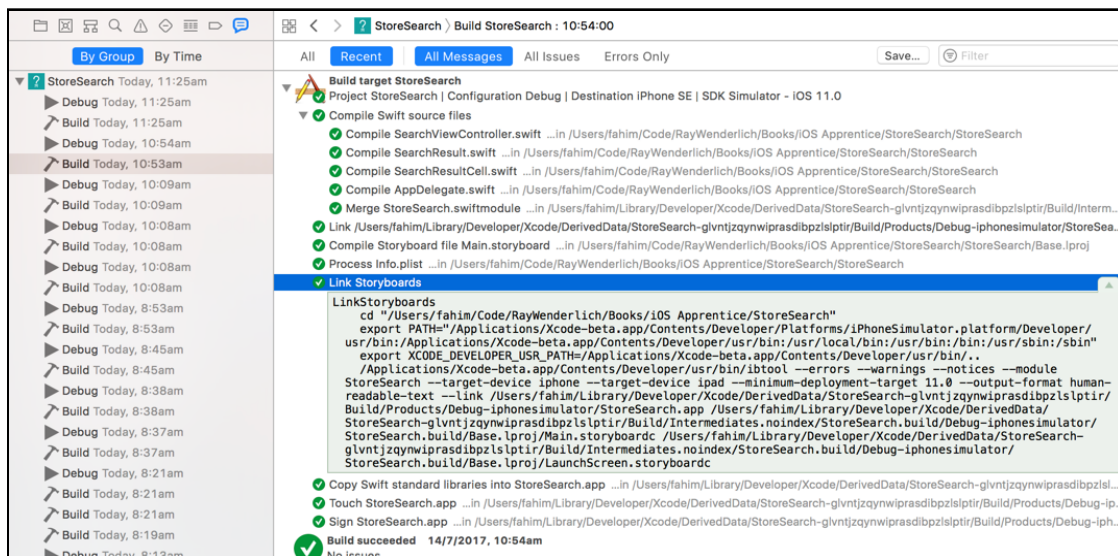 StoreSearch 〉 Build StoreSearch : 10:54:00
By Group By Time
All Recent All Messages All Issues Errors Only Save... Filter
StoreSearch Today, 11:25am
Debug Today, 11:25am
Build Today, 11:25am
Debug Today, 10:54am
Build Today, 10:53am
Debug Today, 10:09am
Build Today, 10:09am
Debug Today, 10:08am
Build Today, 10:08am
Debug Today, 10:08am
Build Today, 10:08am
Debug Today, 8:53am
Build Today, 8:53am
Build Today, 8:45am
Debug Today, 8:45am
Debug Today, 8:38am
Build Today, 8:38am
Debug Today, 8:37am
Build Today, 8:37am
Debug Today, 8:21am
Build Today, 8:21am
Build Today, 8:21am
Build Today, 8:19am
Debug Today, 8:13am
Build target StoreSearch
Project StoreSearch | Configuration Debug | Destination iPhone SE | SDK Simulator - iOS 11.0
Compile Swift source files
Compile SearchViewController.swift ...in /Users/fahim/Code/RayWenderlich/Books/iOS Apprentice/StoreSearch/StoreSearch
Compile SearchResult.swift ...in /Users/fahim/Code/RayWenderlich/Books/iOS Apprentice/StoreSearch/StoreSearch
Compile SearchResultCell.swift ...in /Users/fahim/Code/RayWenderlich/Books/iOS Apprentice/StoreSearch/StoreSearch
Compile AppDelegate.swift ...in /Users/fahim/Code/RayWenderlich/Books/iOS Apprentice/StoreSearch/StoreSearch
Merge StoreSearch.swiftmodule ...in /Users/fahim/Library/Developer/Xcode/DerivedData/StoreSearch-glvntjzqynwiprasdibpzlslptir/Build/Interm...
Link /Users/fahim/Library/Developer/Xcode/DerivedData/StoreSearch-glvntjzqynwiprasdibpzlslptir/Build/Products/Debug-iphonesimulator/StoreSea...
Compile Storyboard file Main.storyboard ...in /Users/fahim/Code/RayWenderlich/Books/iOS Apprentice/StoreSearch/StoreSearch/Base.lproj
Process Info.plist ...in /Users/fahim/Code/RayWenderlich/Books/iOS Apprentice/StoreSearch/StoreSearch
Link Storyboards
LinkStoryboards
cd "/Users/fahim/Code/RayWenderlich/Books/iOS Apprentice/StoreSearch"
export PATH="/Applications/Xcode-beta.app/Contents/Developer/Platforms/iPhoneSimulator.platform/Developer/
usr/bin:/Applications/Xcode-beta.app/Contents/Developer/usr/bin:/usr/local/bin:/usr/bin:/bin:/usr/sbin:/sbin"
export XCODE_DEVELOPER_USR_PATH=/Applications/Xcode-beta.app/Contents/Developer/usr/bin/..
/Applications/Xcode-beta.app/Contents/Developer/usr/bin/ibtool --errors --warnings --notices --module
StoreSearch --target-device iphone --target-device ipad --minimum-deployment-target 11.0 --output-format human-
readable-text --link /Users/fahim/Library/Developer/Xcode/DerivedData/StoreSearch-glvntjzqynwiprasdibpzlslptir/
Build/Products/Debug-iphonesimulator/StoreSearch.app /Users/fahim/Library/Developer/Xcode/DerivedData/
StoreSearch-glvntjzqynwiprasdibpzlslptir/Build/Intermediates.noindex/StoreSearch.build/Debug-iphonesimulator/
StoreSearch.build/Base.lproj/Main.storyboardc /Users/fahim/Library/Developer/Xcode/DerivedData/StoreSearch-
glvntjzqynwiprasdibpzlslptir/Build/Intermediates.noindex/StoreSearch.build/Debug-iphonesimulator/
StoreSearch.build/Base.lproj/LaunchScreen.storyboardc
Copy Swift standard libraries into StoreSearch.app ...in /Users/fahim/Library/Developer/Xcode/DerivedData/StoreSearch-glvntjzqynwiprasdibpzlsl...
Touch StoreSearch.app ...in /Users/fahim/Library/Developer/Xcode/DerivedData/StoreSearch-glvntjzqynwiprasdibpzlslptir/Build/Products/Debug-ip...
Sign StoreSearch.app ...in /Users/fahim/Library/Developer/Xcode/DerivedData/StoreSearch-glvntjzqynwiprasdibpzlslptir/Build/Products/Debug-iph...
Build succeeded 14/7/2017, 10:54am
No issues